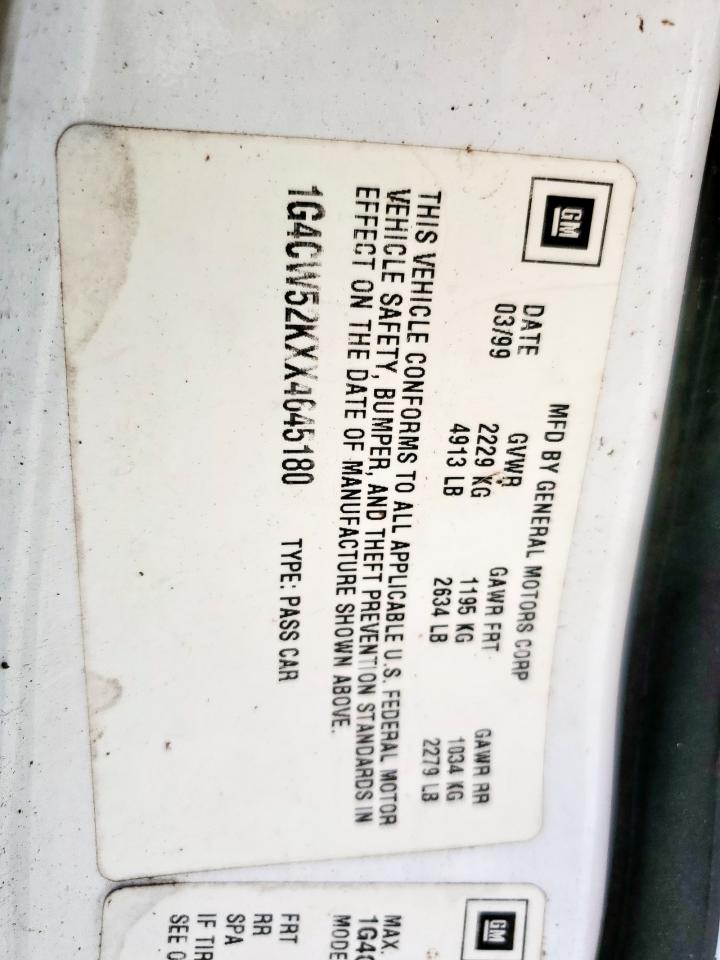 GM
MFD BY GENERAL MOTORS CORP
DATE GVWR GAWR FRT GAWR RR
03/99 2229 KG 1195 KG 1034 KG
4913 LB 2634 LB 2279 LB
THIS VEHICLE CONFORMS TO ALL APPLICABLE U.S. FEDERAL MOTOR
VEHICLE SAFETY, BUMPER, AND THEFT PREVENTION STANDARDS IN
EFFECT ON THE DATE OF MANUFACTURE SHOWN ABOVE.
1G4CW52KXX4645180 TYPE: PASS CAR
GM
MAX.
1G4C
MODE
FRT
RR
SPA
IF TIR
SEE O